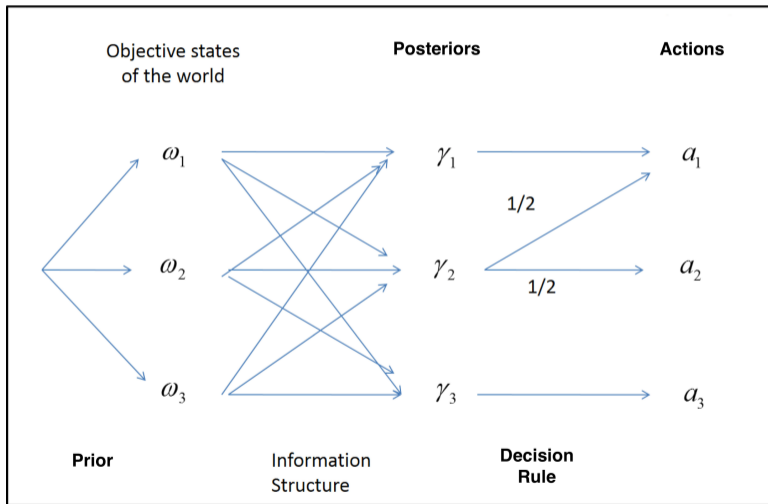 Objective states
of the world
Posteriors
Actions
ω₁
γ₁
a₁
1/2
ω₂
γ₂
a₂
1/2
ω₃
γ₃
a₃
Prior
Information
Structure
Decision
Rule